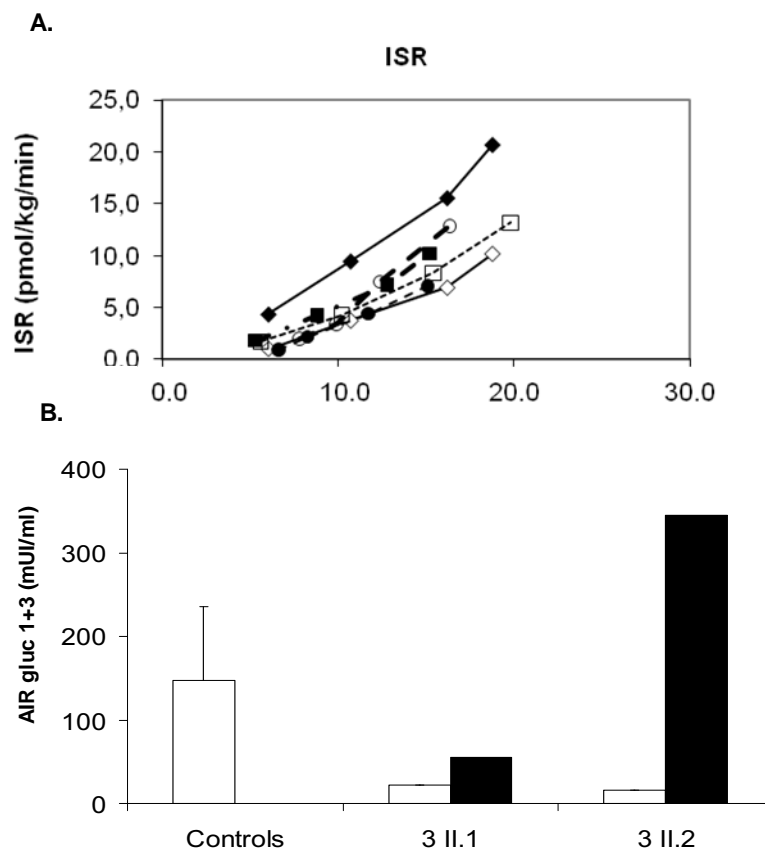 A.
ISR
ISR (pmol/kg/min)
25,0
20,0
15,0
10,0
5,0
0.0
0.0 10.0 20.0 30.0
B.
AIR gluc 1+3 (mUI/ml)
400
300
200
100
0
Controls 3 II.1 3 II.2